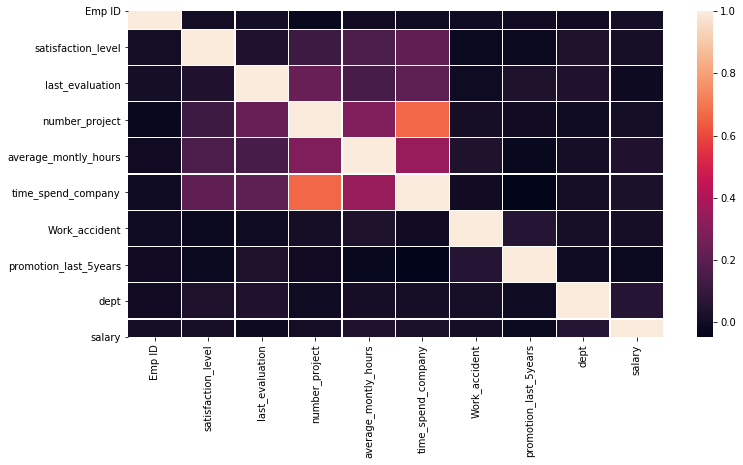 Emp ID
satisfaction_level
last_evaluation
number_project
average_montly_hours
time_spend_company
Work_accident
promotion_last_5years
dept
salary
Emp ID
satisfaction_level
last_evaluation
number_project
average_montly_hours
time_spend_company
Work_accident
promotion_last_5years
dept
salary
1.0
0.8
0.6
0.4
0.2
0.0